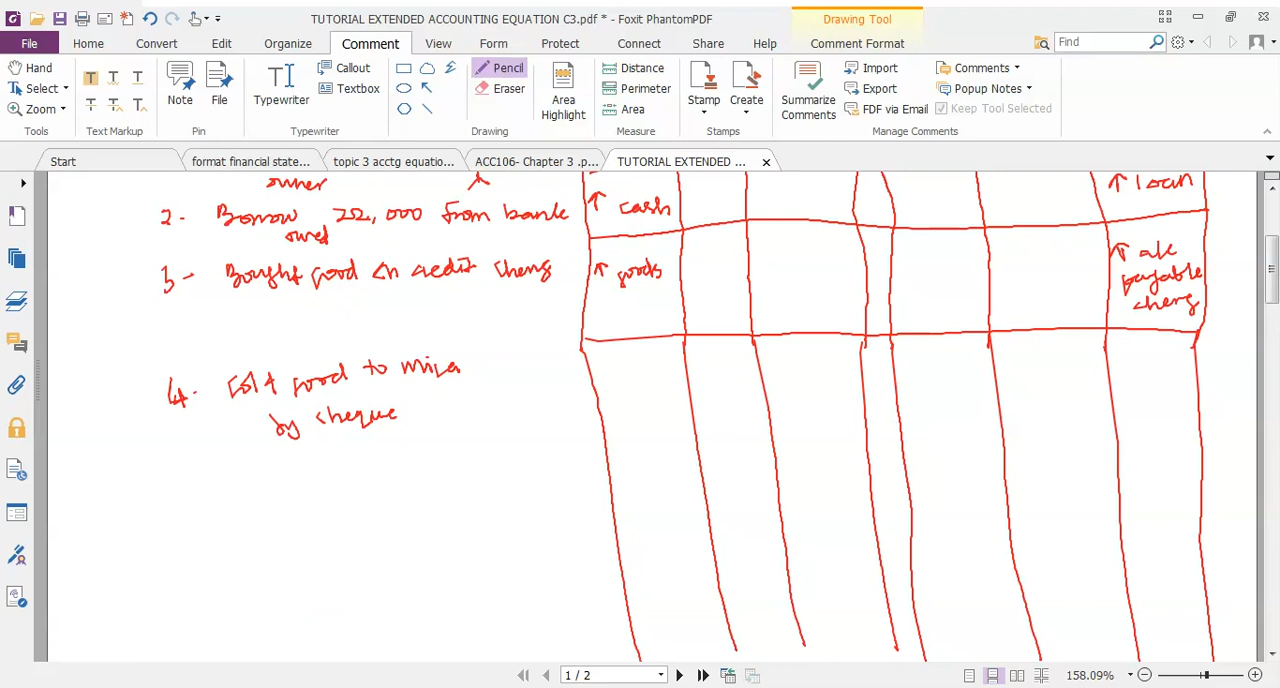 TUTORIAL EXTENDED ACCOUNTING EQUATION C3.pdf * - Foxit PhantomPDF
Drawing Tool
File Home Convert Edit Organize Comment View Form Protect Connect Share Help Comment Format Find
Hand
Select
Zoom
Tools
T T T
T T T
Text Markup
Note
File
Pin
Typewriter
Callout
Textbox
Typewriter
Pencil
Eraser
Drawing
Area Highlight
Distance
Perimeter
Area
Measure
Stamp
Create
Stamps
Summarize Comments
Import
Export
FDF via Email
Comments
Popup Notes
Keep Tool Selected
Manage Comments
Start
format financial state...
topic 3 acctg equatio...
ACC106- Chapter 3 .p...
TUTORIAL EXTENDED ...
owner
↑ loan
2. Borrow 202,000 from bank
↑ cash
owed
3 - Bought good on credit cheng
↑ goods
↑ a/c
payable
cheng
4. good to
by cheque
1 / 2
158.09%